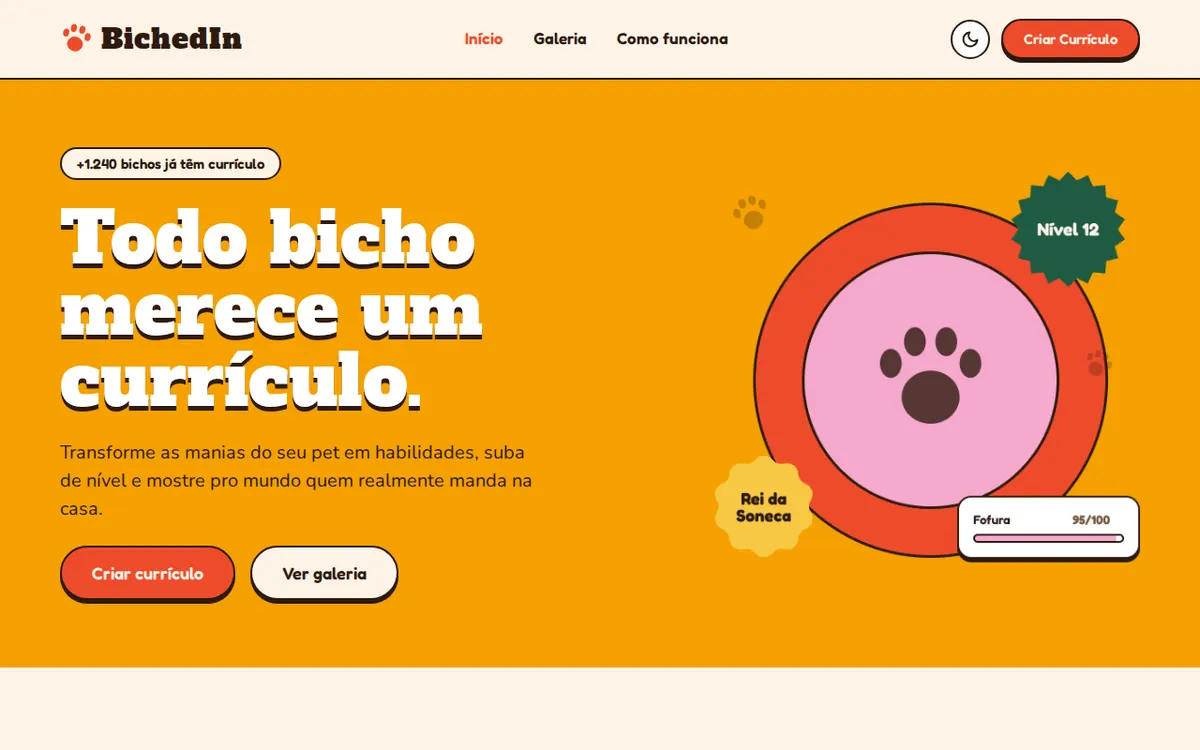 BichedIn
Início
Galeria
Como funciona
Criar Currículo
+1.240 bichos já têm currículo
Todo bicho
merece um
currículo.
Transforme as manias do seu pet em habilidades, suba
de nível e mostre pro mundo quem realmente manda na
casa.
Criar currículo
Ver galeria
Nível 12
Rei da
Soneca
Fofura 95/100